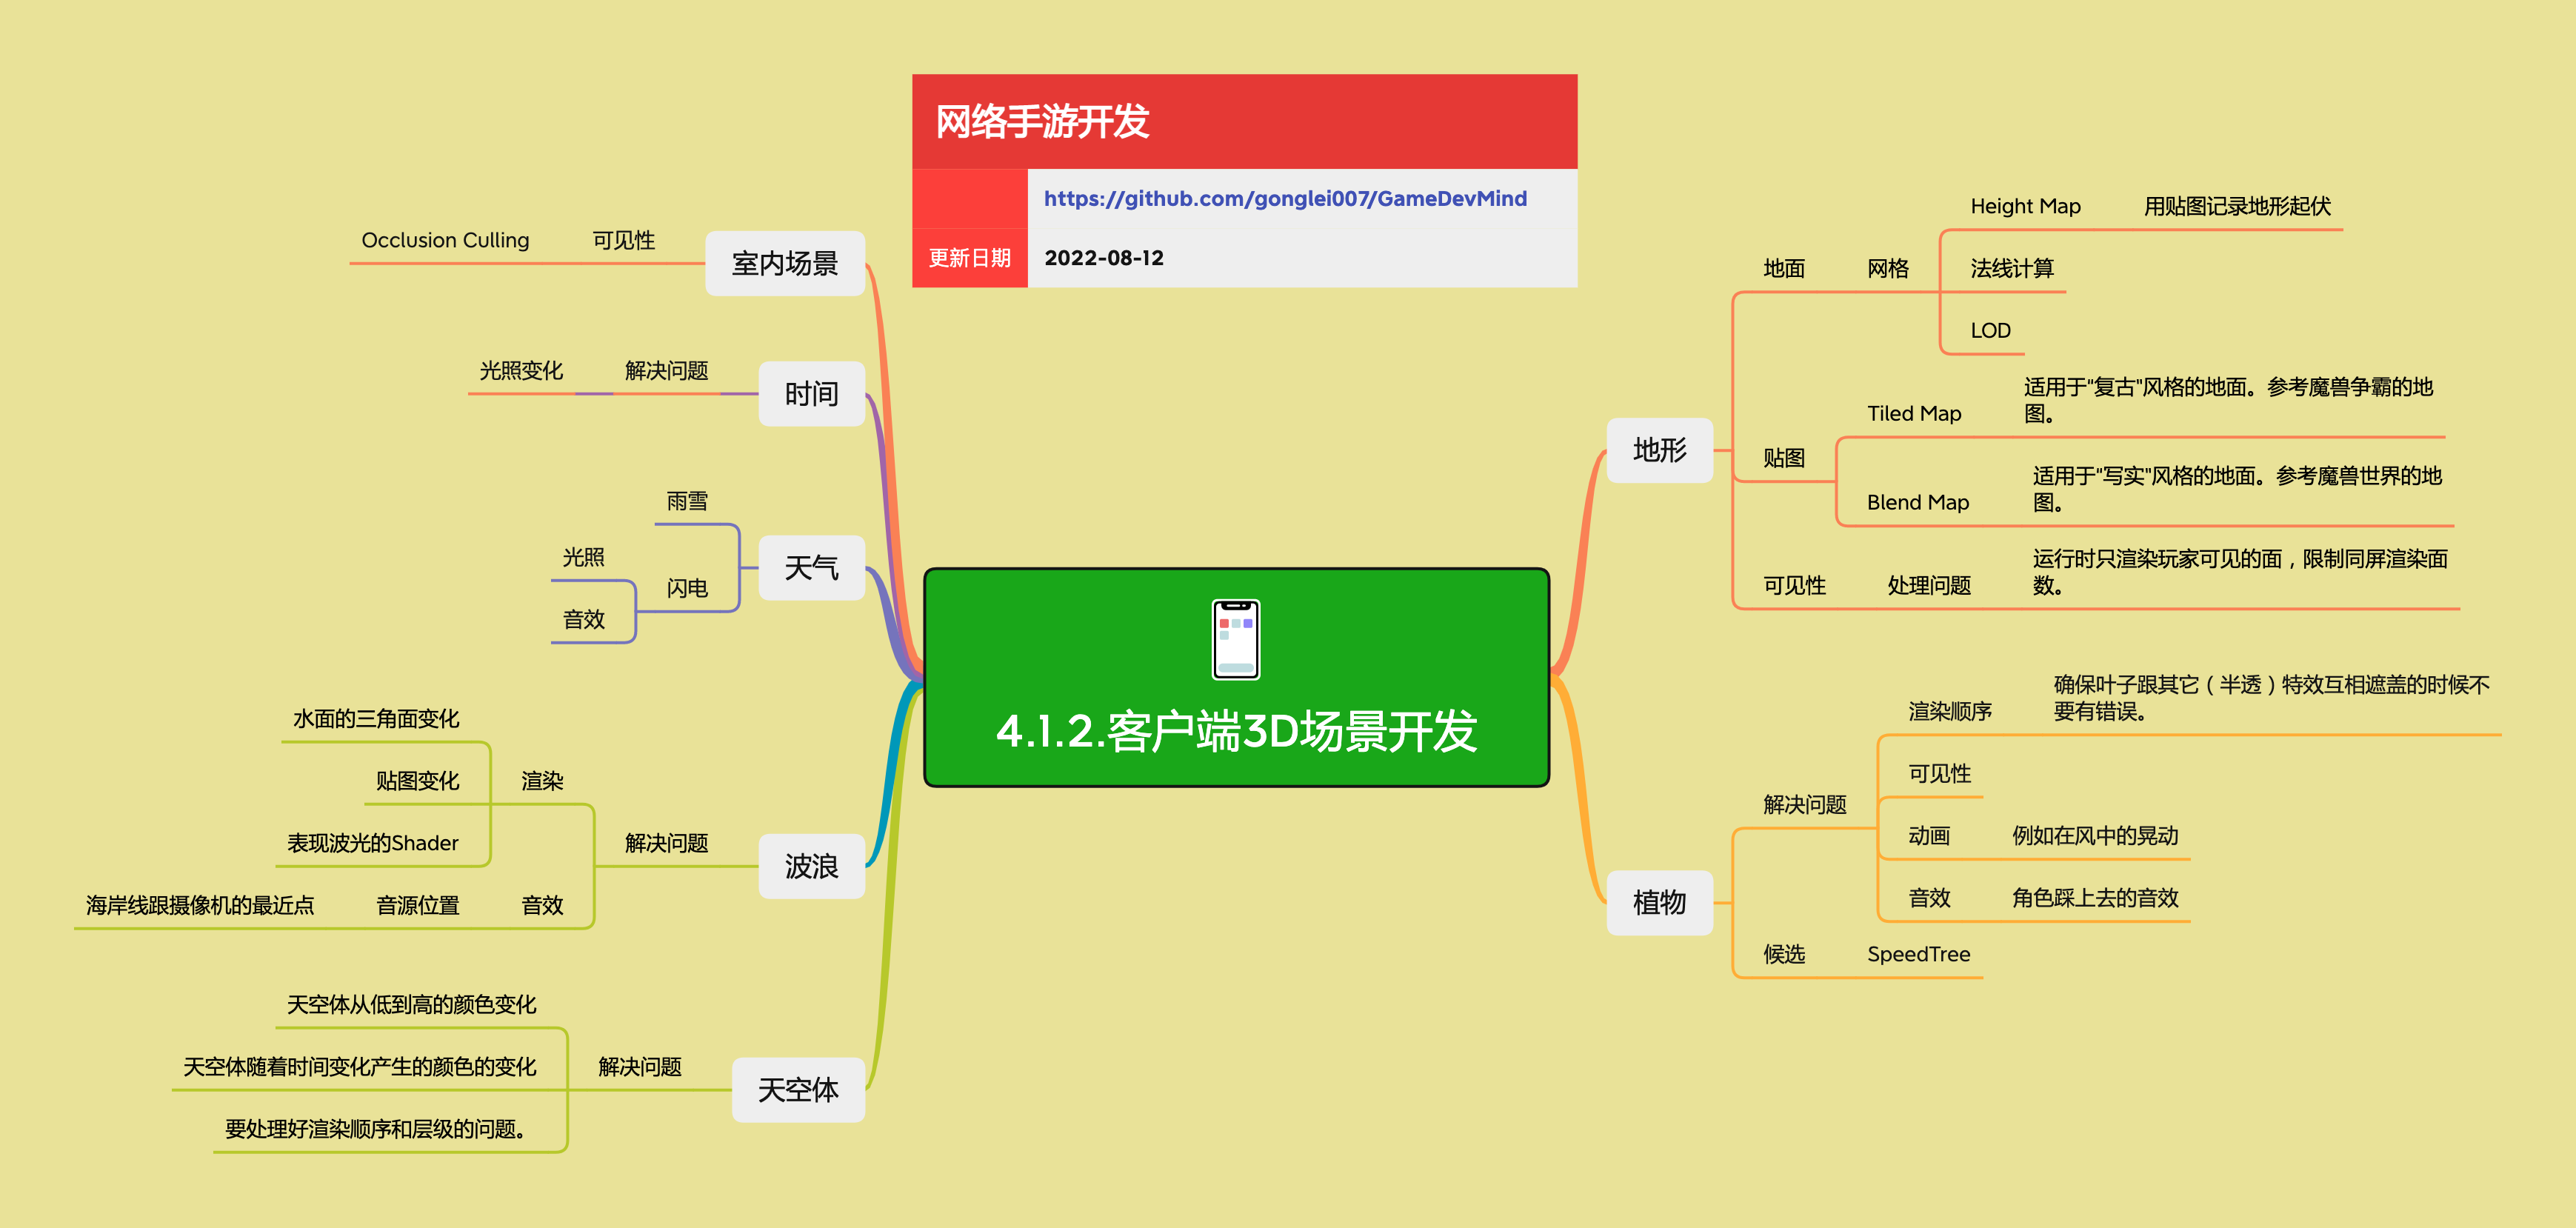 网络手游开发
https://github.com/gonglei007/GameDevMind
更新日期
2022-08-12
4.1.2.客户端3D场景开发
地形
地面
网格
Height Map
用贴图记录地形起伏
法线计算
LOD
贴图
Tiled Map
适用于"复古"风格的地面。参考魔兽争霸的地
图。
Blend Map
适用于"写实"风格的地面。参考魔兽世界的地
图。
可见性
处理问题
运行时只渲染玩家可见的面，限制同屏渲染面
数。
植物
解决问题
渲染顺序
确保叶子跟其它（半透）特效互相遮盖的时候不
要有错误。
可见性
动画
例如在风中的晃动
音效
角色踩上去的音效
候选
SpeedTree
室内场景
可见性
Occlusion Culling
时间
解决问题
光照变化
天气
雨雪
闪电
光照
音效
波浪
解决问题
渲染
水面的三角面变化
贴图变化
表现波光的Shader
音效
音源位置
海岸线跟摄像机的最近点
天空体
解决问题
天空体从低到高的颜色变化
天空体随着时间变化产生的颜色的变化
要处理好渲染顺序和层级的问题。